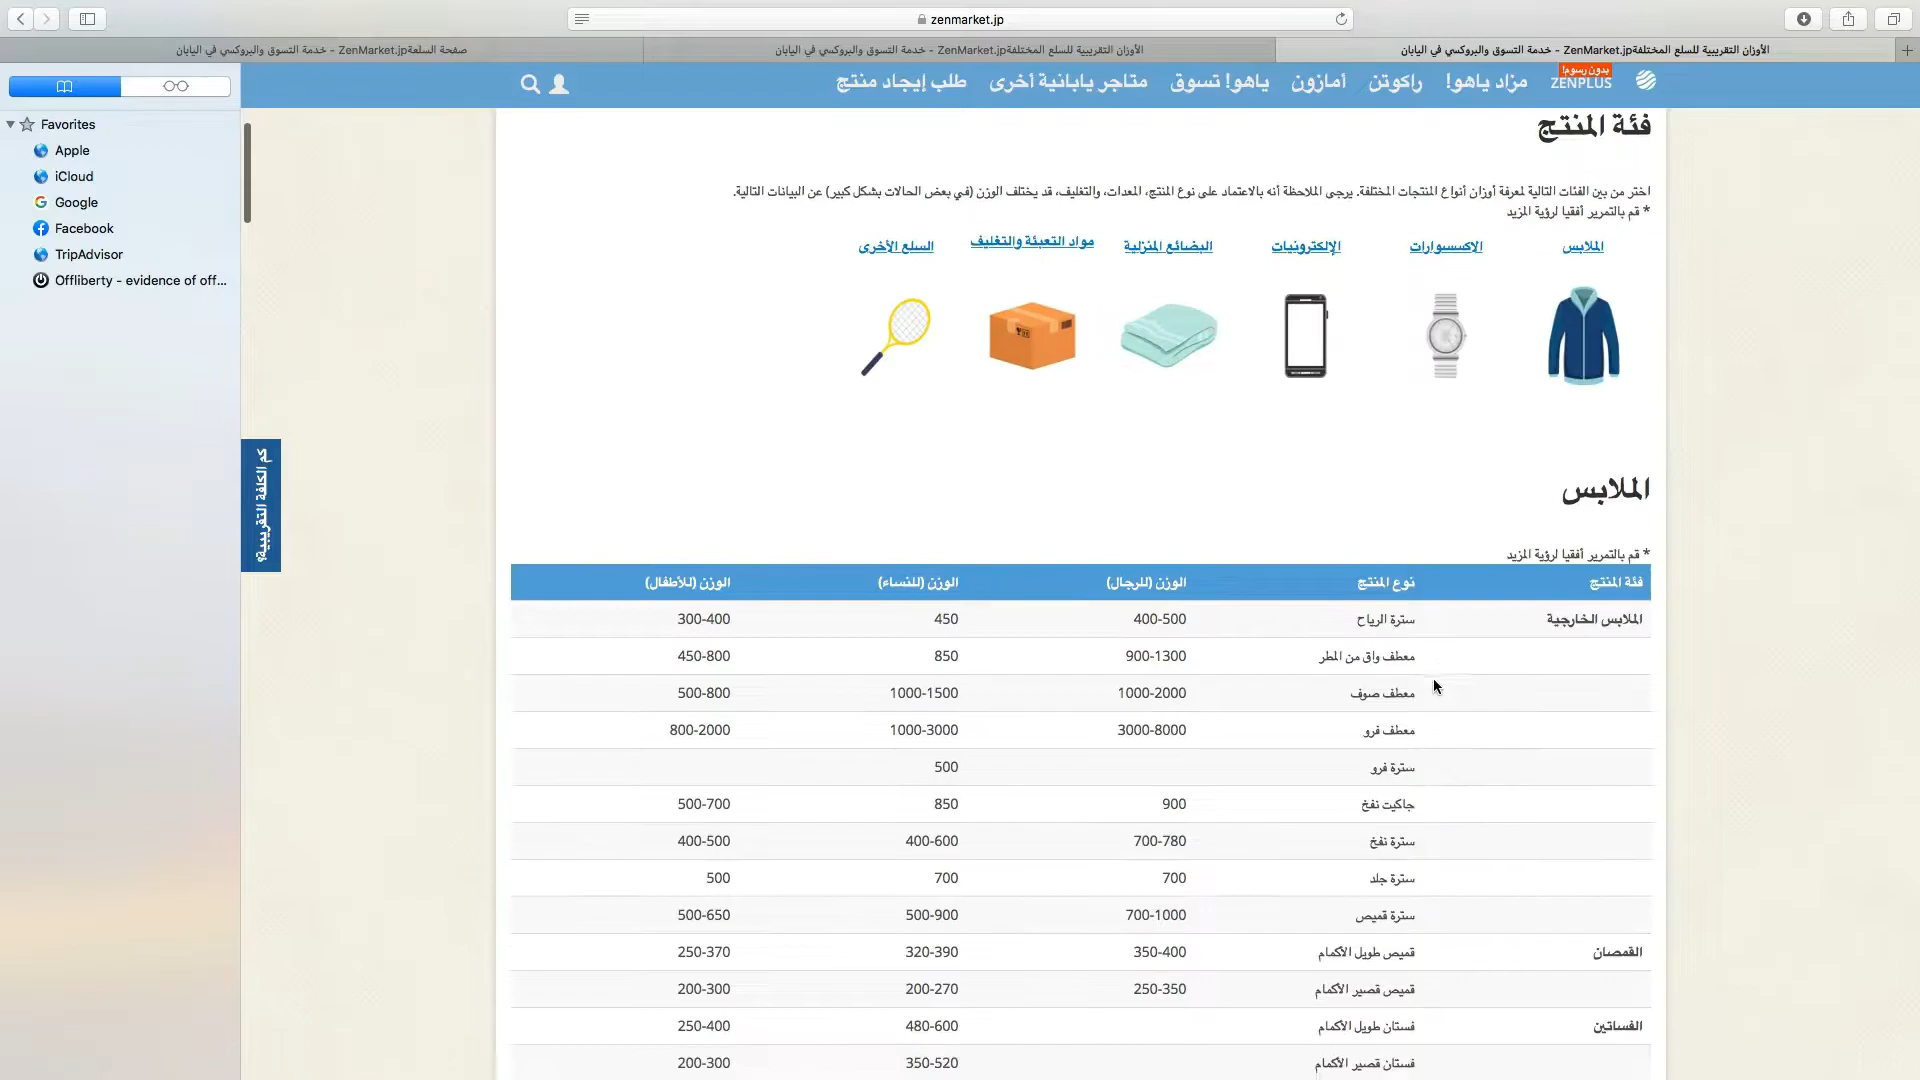 zenmarket.jp
صفحة السلعةZenMarket.jp - خدمة التسوق والبروكسي في اليابان
الأوزان التقريبية للسلع المختلفةZenMarket.jp - خدمة التسوق والبروكسي في اليابان
الأوزان التقريبية للسلع المختلفةZenMarket.jp - خدمة التسوق والبروكسي في اليابان
بدون رسوم!
ZENPLUS
مزاد ياهو! راكوتن أمازون ياهو! تسوق متاجر يابانية أخرى طلب إيجاد منتج
Favorites
Apple
iCloud
Google
Facebook
TripAdvisor
Offliberty - evidence of off...
كم الكلفة التقريبية؟
فئة المنتج
اختر من بين الفئات التالية لمعرفة أوزان أنواع المنتجات المختلفة. يرجى الملاحظة أنه بالاعتماد على نوع المنتج، المعدات، والتغليف، قد يختلف الوزن (في بعض الحالات بشكل كبير) عن البيانات التالية.
* قم بالتمرير أفقيا لرؤية المزيد
الملابس الاكسسوارات الإلكترونيات البضائع المنزلية مواد التعبئة والتغليف السلع الأخرى
الملابس
* قم بالتمرير أفقيا لرؤية المزيد
فئة المنتج نوع المنتج الوزن (للرجال) الوزن (للنساء) الوزن (للأطفال)
الملابس الخارجية سترة الرياح 400-500 450 300-400
معطف واق من المطر 900-1300 850 450-800
معطف صوف 1000-2000 1000-1500 500-800
معطف فرو 3000-8000 1000-3000 800-2000
سترة فرو 500
جاكيت نفخ 900 850 500-700
سترة نفخ 700-780 400-600 400-500
سترة جلد 700 700 500
سترة قميص 700-1000 500-900 500-650
القمصان قميص طويل الأكمام 350-400 320-390 250-370
قميص قصير الأكمام 250-350 200-270 200-300
الفساتين فستان طويل الأكمام 480-600 250-400
فستان قصير الأكمام 350-520 200-300